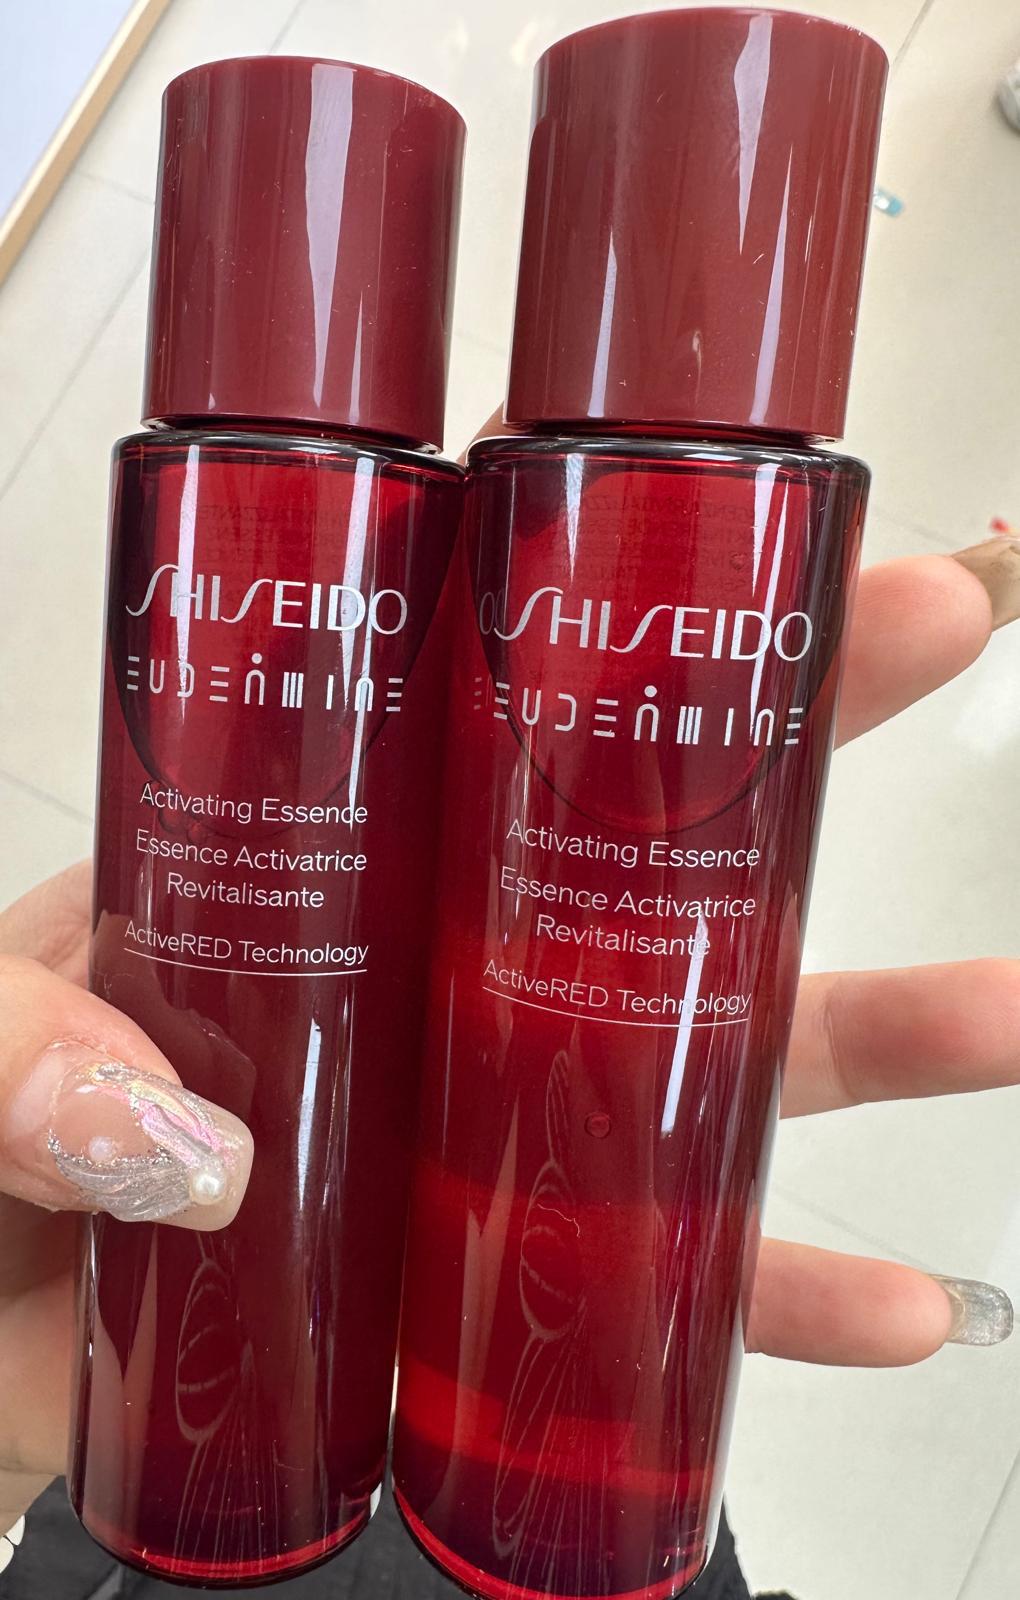 SHISEIDO
EUDERMINE
Activating Essence
Essence Activatrice
Revitalisante
ActiveRED Technology
SHISEIDO
EUDERMINE
Activating Essence
Essence Activatrice
Revitalisante
ActiveRED Technology